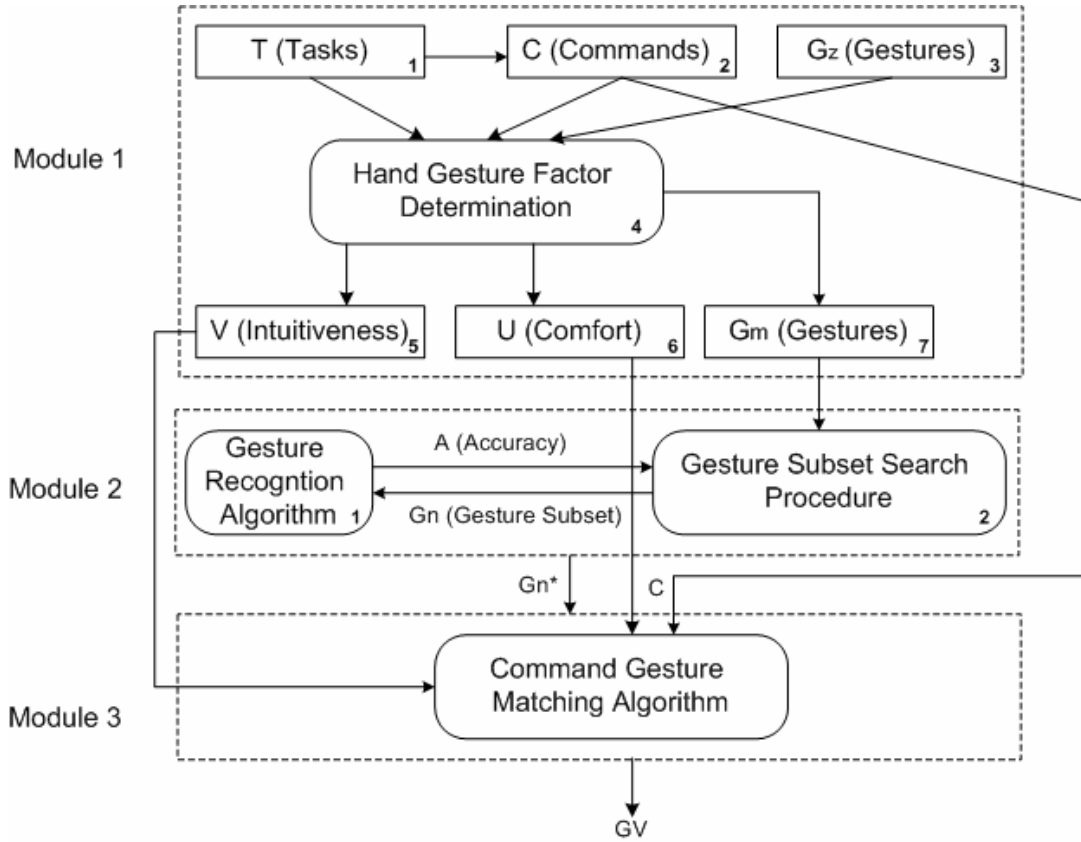 T (Tasks)
1
C (Commands)
2
Gz (Gestures)
3
Module 1
Hand Gesture Factor
Determination
4
V (Intuitiveness)
5
U (Comfort)
6
Gm (Gestures)
7
Module 2
Gesture
Recogntion
Algorithm
1
A (Accuracy)
Gn (Gesture Subset)
Gesture Subset Search
Procedure
2
Gn*
C
Module 3
Command Gesture
Matching Algorithm
GV